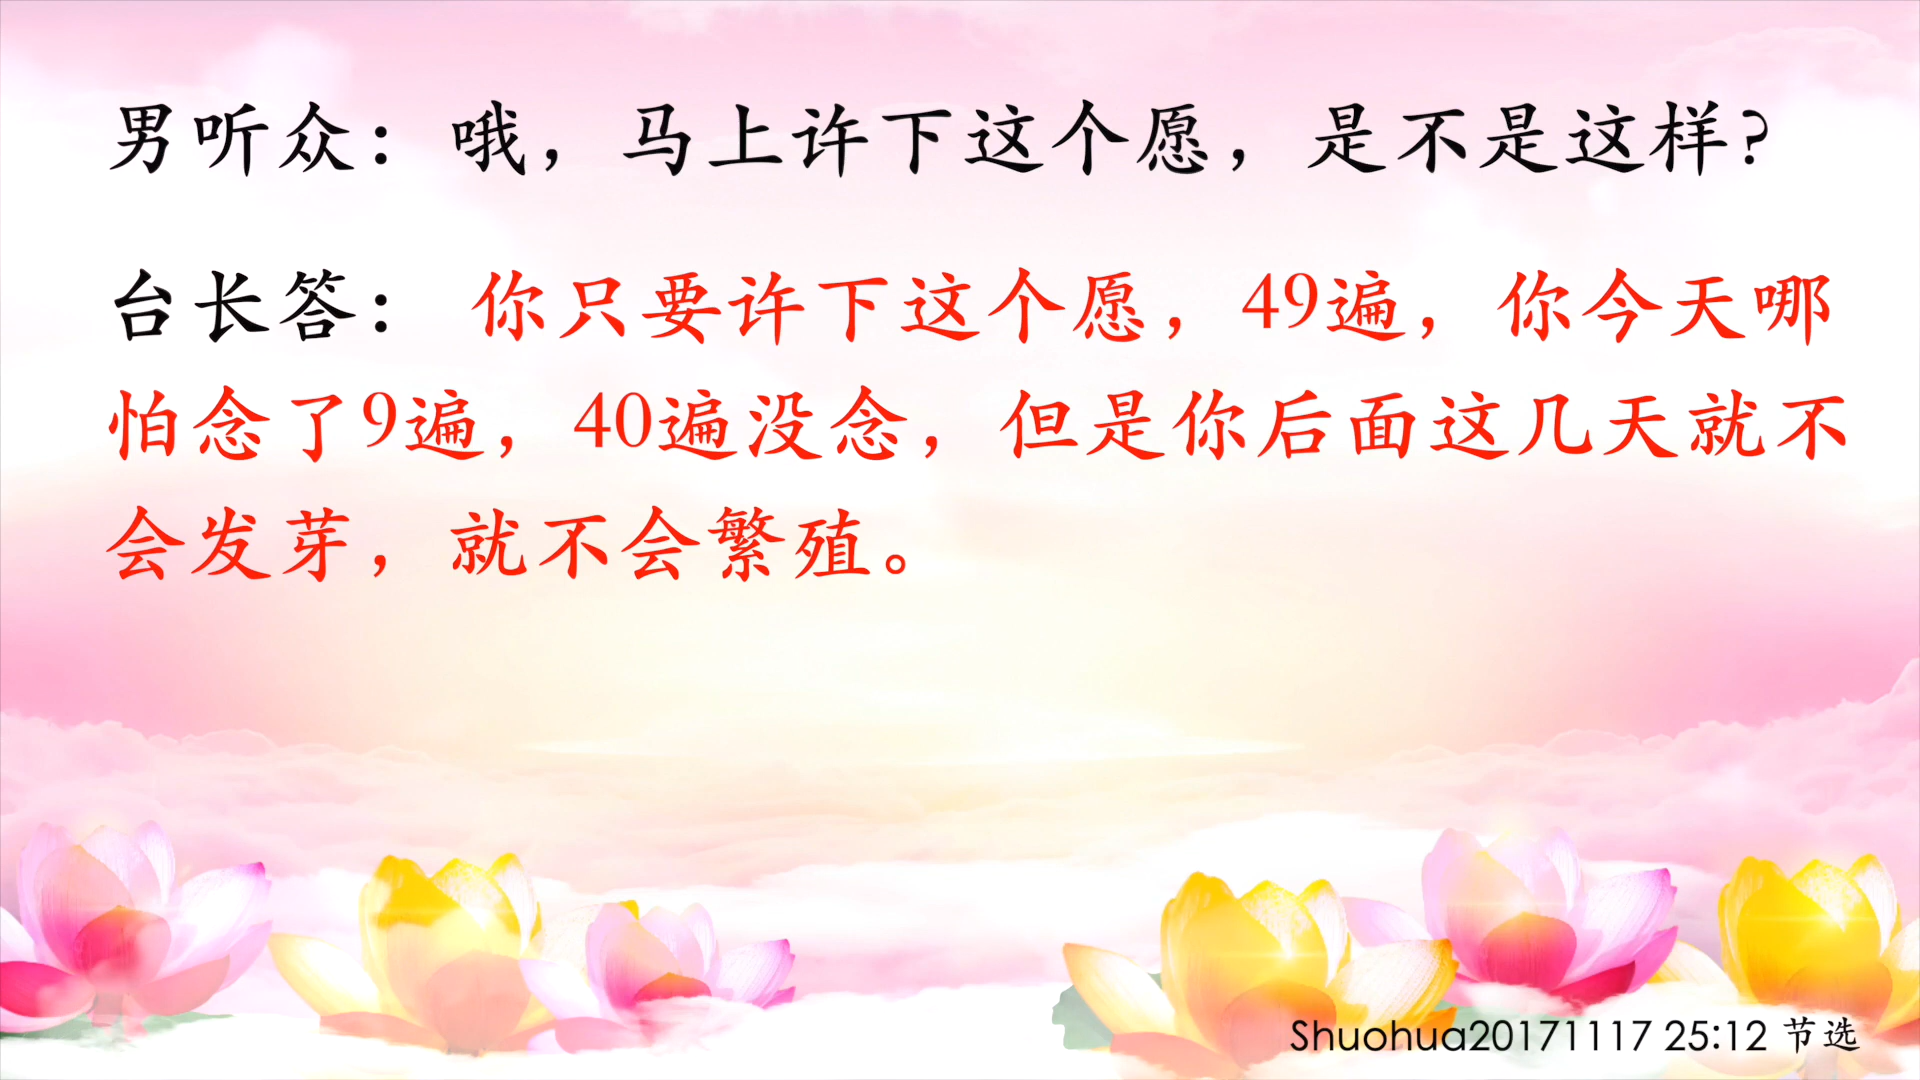 男听众：哦，马上许下这个愿，是不是这样?
台长答： 你只要许下这个愿，49遍，你今天哪
怕念了9遍，40遍没念，但是你后面这几天就不
会发芽，就不会繁殖。
Shuohua20171117 25:12 节选